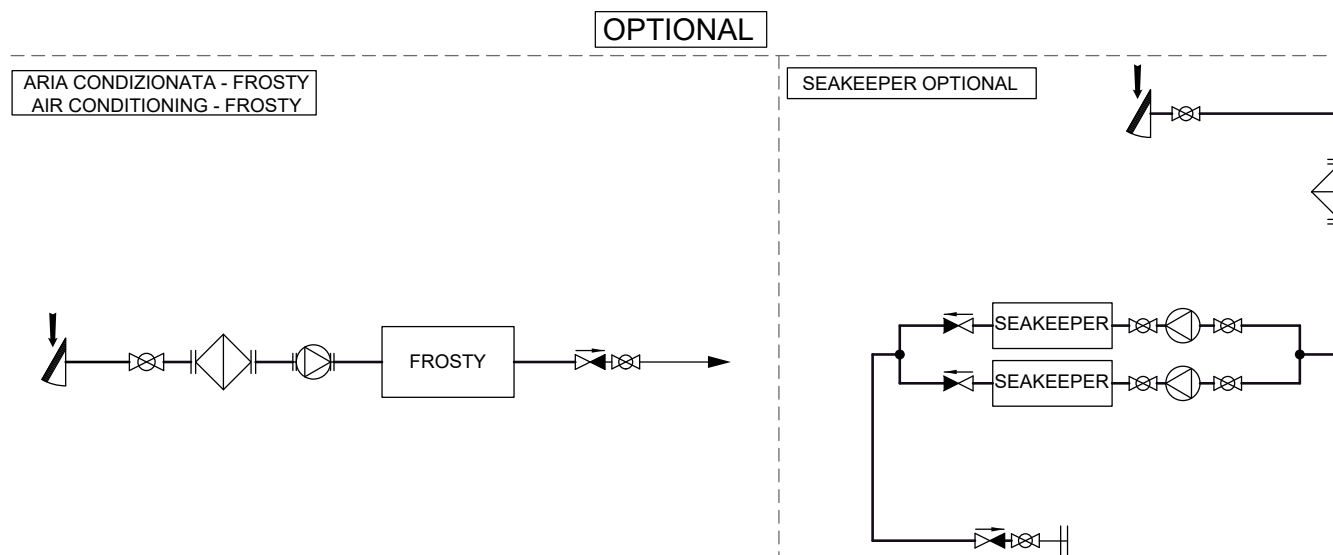 OPTIONAL
ARIA CONDIZIONATA - FROSTY
AIR CONDITIONING - FROSTY
SEAKEEPER OPTIONAL
FROSTY
SEAKEEPER
SEAKEEPER